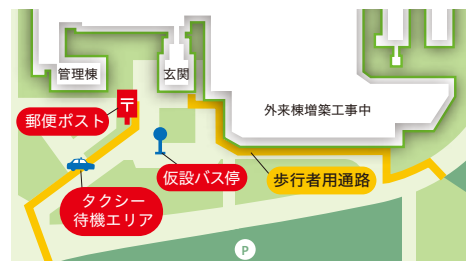 管理棟
玄関
〒
外来棟増築工事中
郵便ポスト
仮設バス停
歩行者用通路
タクシー
待機エリア
P